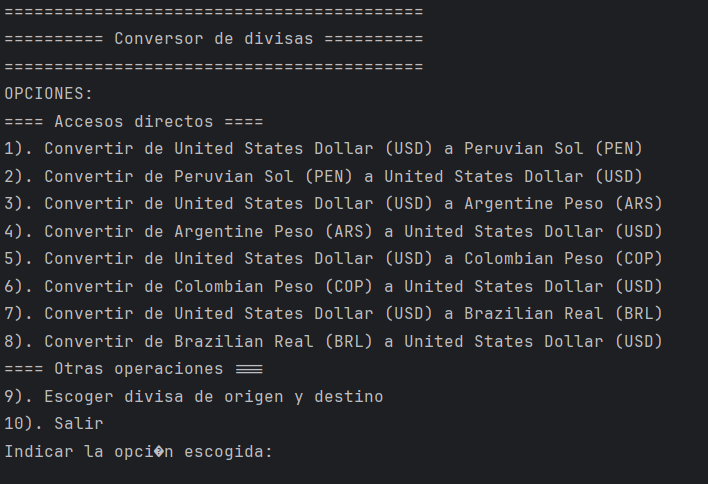 ==========================================
========== Conversor de divisas ==========
==========================================
OPCIONES:
==== Accesos directos ====
1). Convertir de United States Dollar (USD) a Peruvian Sol (PEN)
2). Convertir de Peruvian Sol (PEN) a United States Dollar (USD)
3). Convertir de United States Dollar (USD) a Argentine Peso (ARS)
4). Convertir de Argentine Peso (ARS) a United States Dollar (USD)
5). Convertir de United States Dollar (USD) a Colombian Peso (COP)
6). Convertir de Colombian Peso (COP) a United States Dollar (USD)
7). Convertir de United States Dollar (USD) a Brazilian Real (BRL)
8). Convertir de Brazilian Real (BRL) a United States Dollar (USD)
==== Otras operaciones ===
9). Escoger divisa de origen y destino
10). Salir
Indicar la opci�n escogida: